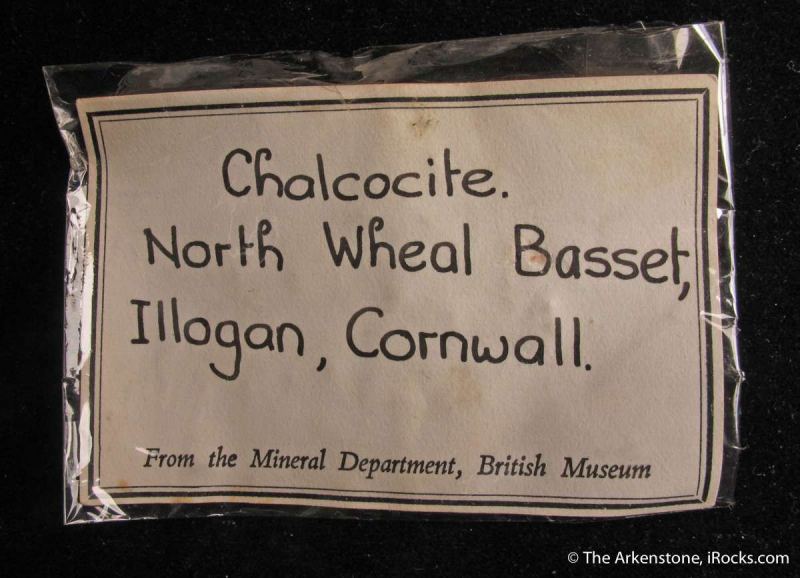 Chalcocite.
North Wheal Basset,
Illogan, Cornwall.
From the Mineral Department, British Museum
© The Arkenstone, iRocks.com